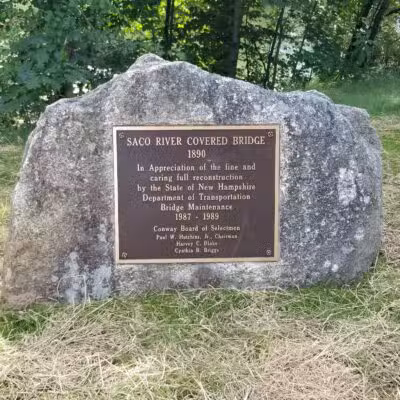 SACO RIVER COVERED BRIDGE
1890
In Appreciation of the fine and
caring full reconstruction
by the State of New Hampshire
Department of Transportation
Bridge Maintenance
1987 - 1989
Conway Board of Selectmen
Paul W. Hutchins, Jr., Chairman
Harvey C. Blake
Cynthia B. Briggs